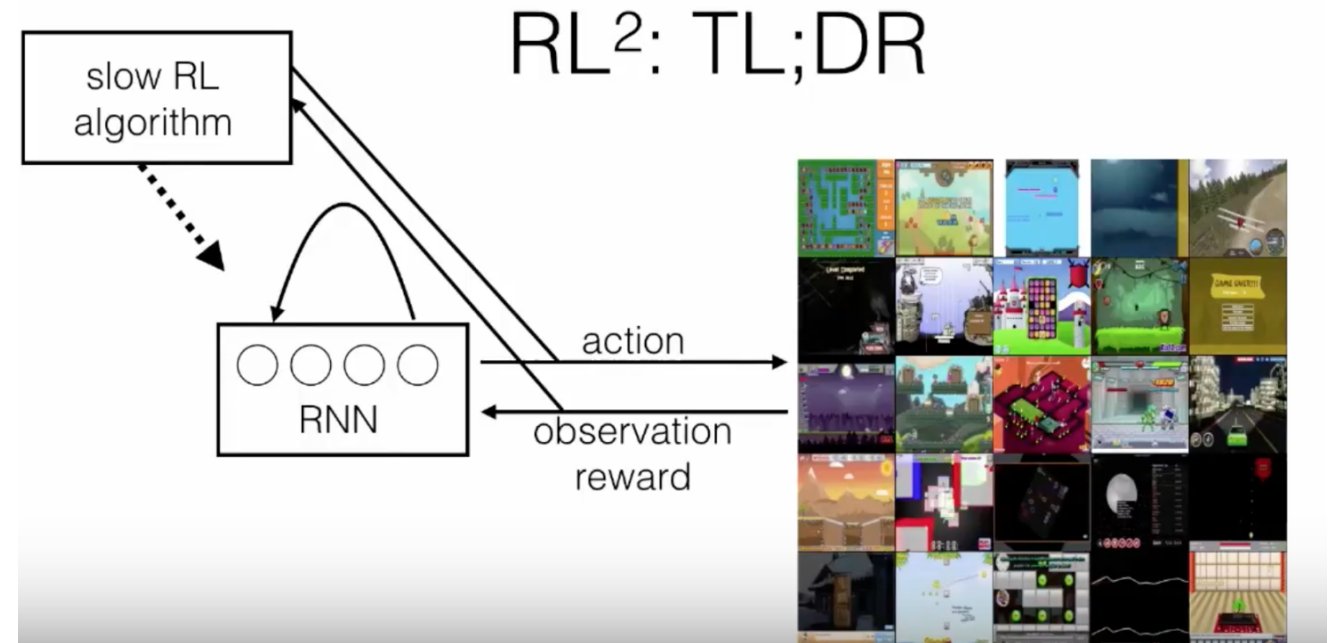 RL²: TL;DR
slow RL
algorithm
action
RNN
observation
reward